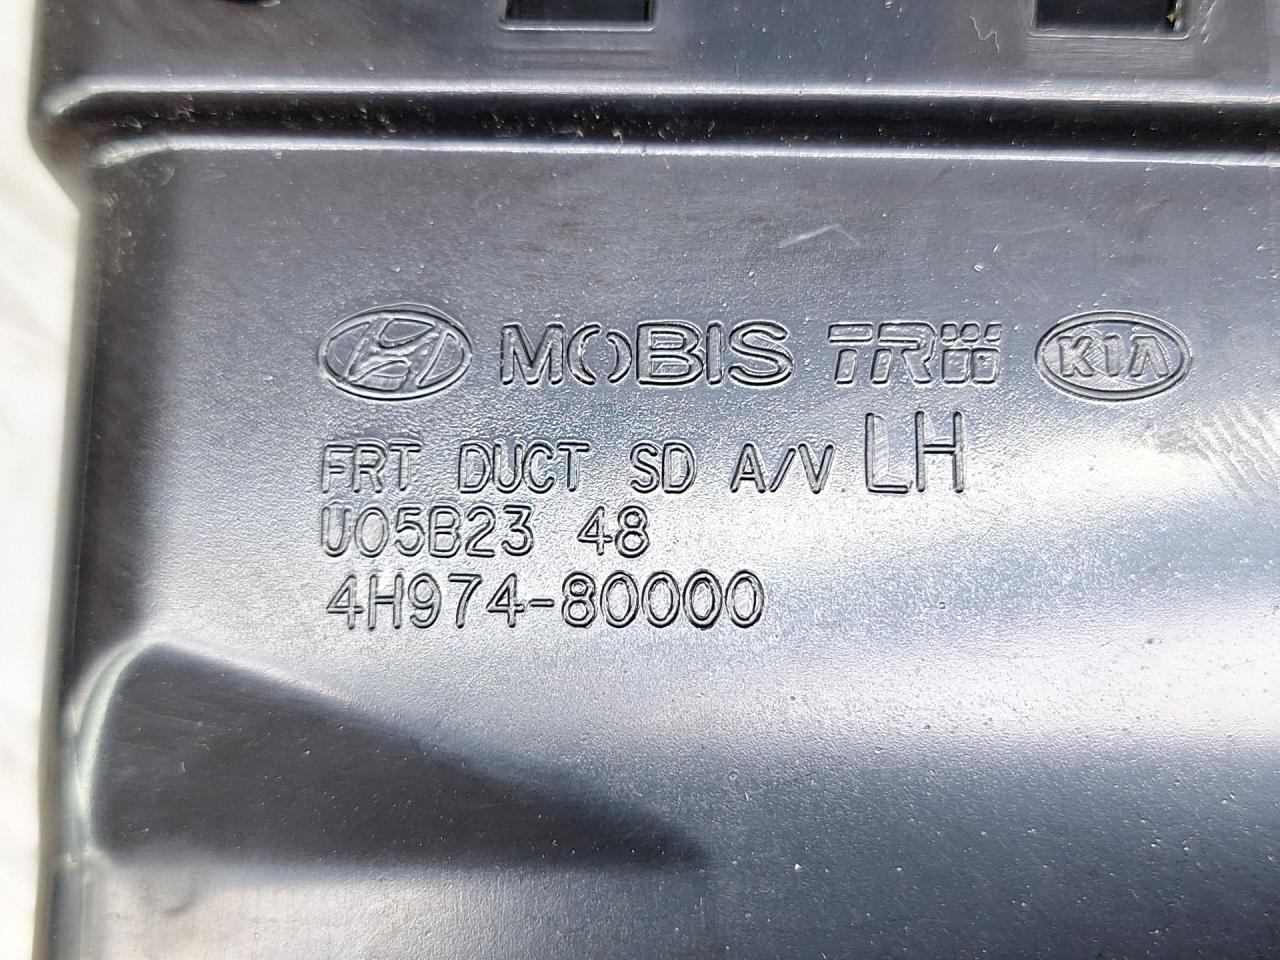 MOBIS TRW KIA
FRT DUCT SD A/V LH
U05B23 48
4H974-80000